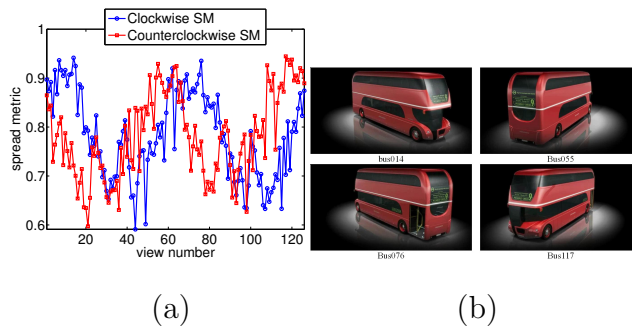 Clockwise SM
Counterclockwise SM
1
0.9
0.8
0.7
0.6
spread metric
20
40
60
80
100
120
view number
bus014
Bus055
Bus076
Bus117
(a)
(b)